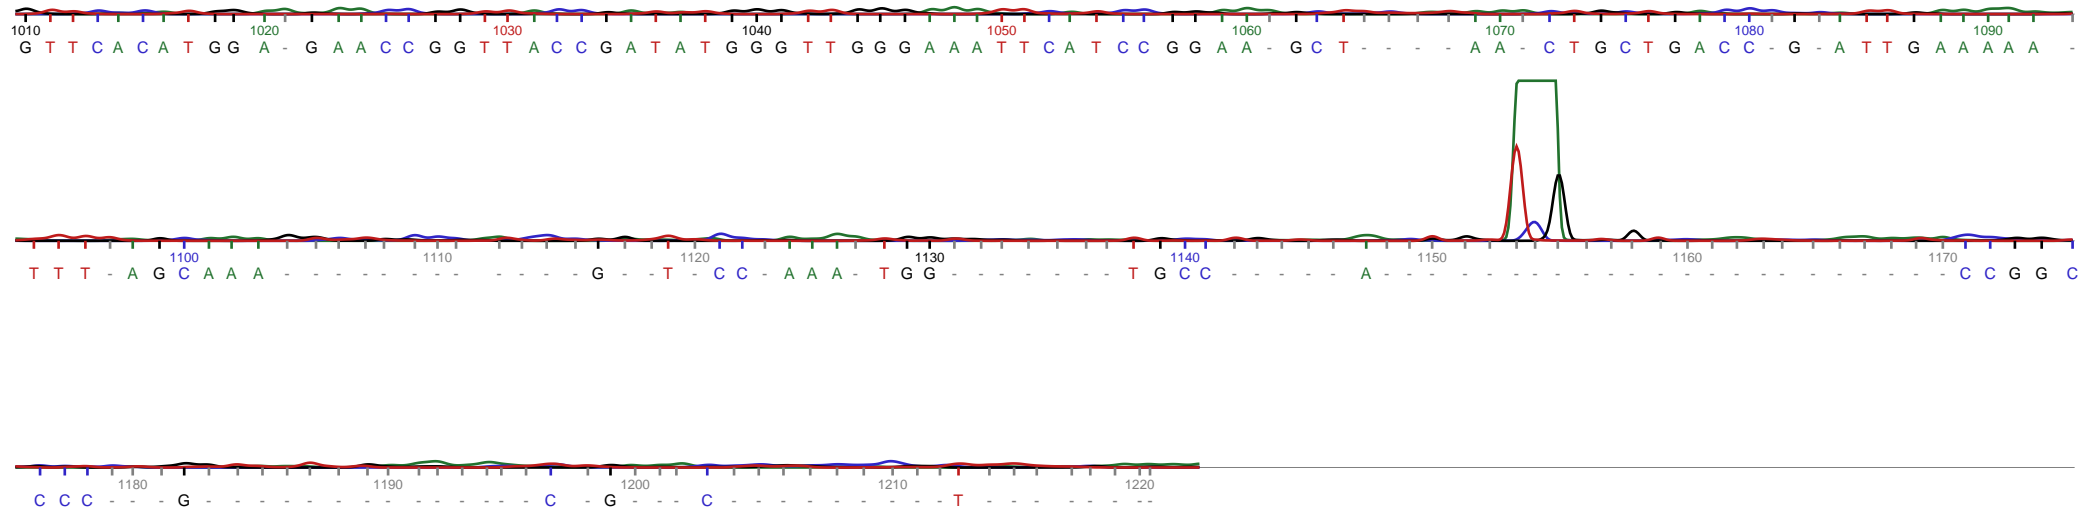 1010 1020 1030 1040 1050 1060 1070 1080 1090
G T T C A C A T G G A - G A A C C G G T T A C C G A T A T G G G T T G G G A A A T T C A T C C G G A A - G C T - - - - A A - C T G C T G A C C - G - A T T G A A A A A -
1100 1110 1120 1130 1140 1150 1160 1170
T T T - A G C A A A - - - - - - - - - - - - G - - T - C C - A A A - T G G - - - - - - - T G C C - - - - - A - - - - - - - - - - - - - - - - - - - - - - C C G G C
1180 1190 1200 1210 1220
C C C - - - G - - - - - - - - - - - - - C - G - - - C - - - - - - - - - T - - - - - - - -